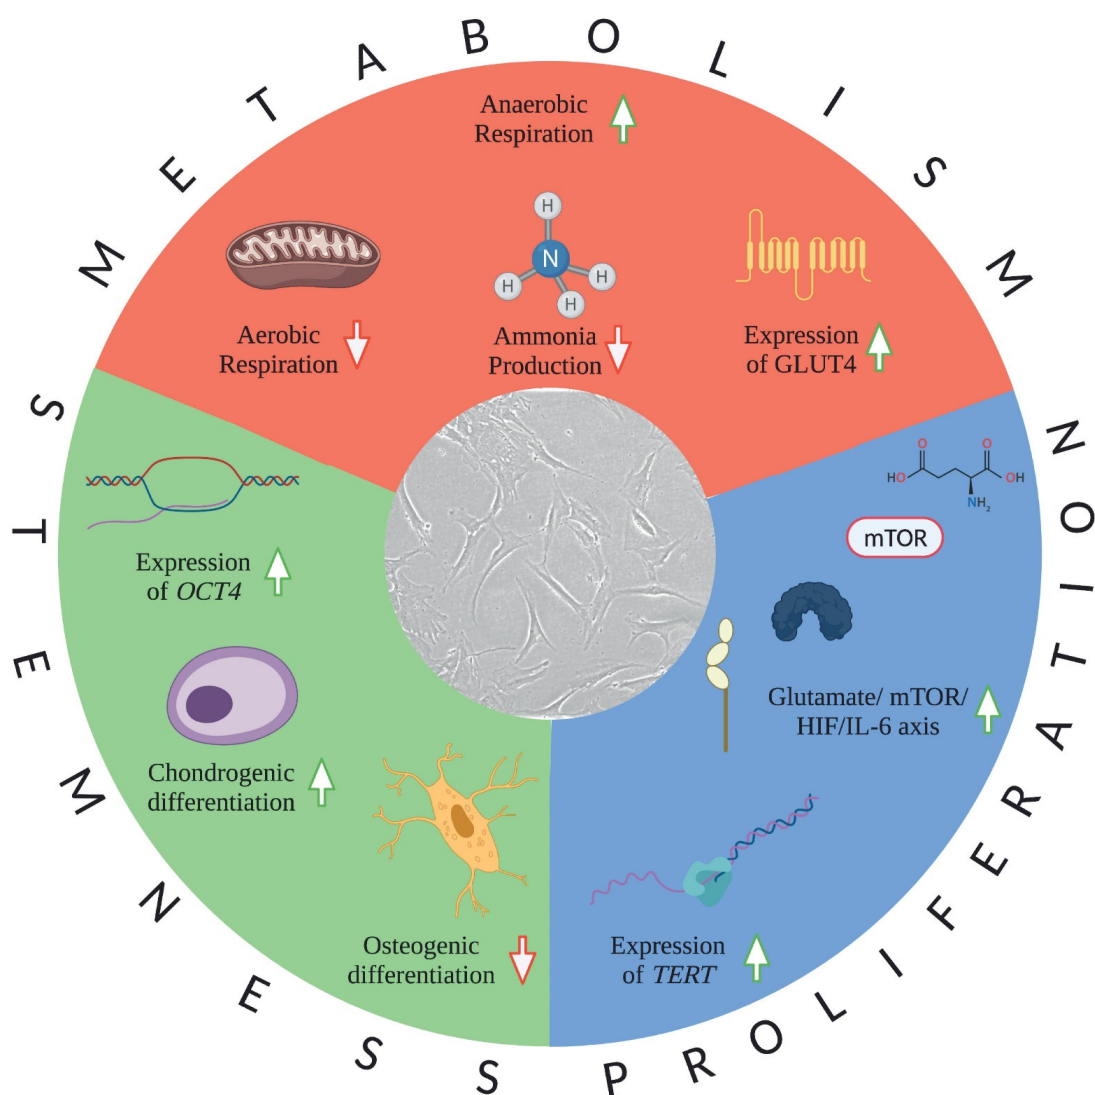 METABOLISM
Anaerobic
Respiration
H
N
H
H
H
Aerobic
Respiration
Ammonia
Production
Expression
of GLUT4
STEMNESS
Expression
of OCT4
Chondrogenic
differentiation
Osteogenic
differentiation
PROLIFERATION
O
O
HO
OH
NH₂
mTOR
Glutamate/ mTOR/
HIF/IL-6 axis
Expression
of TERT